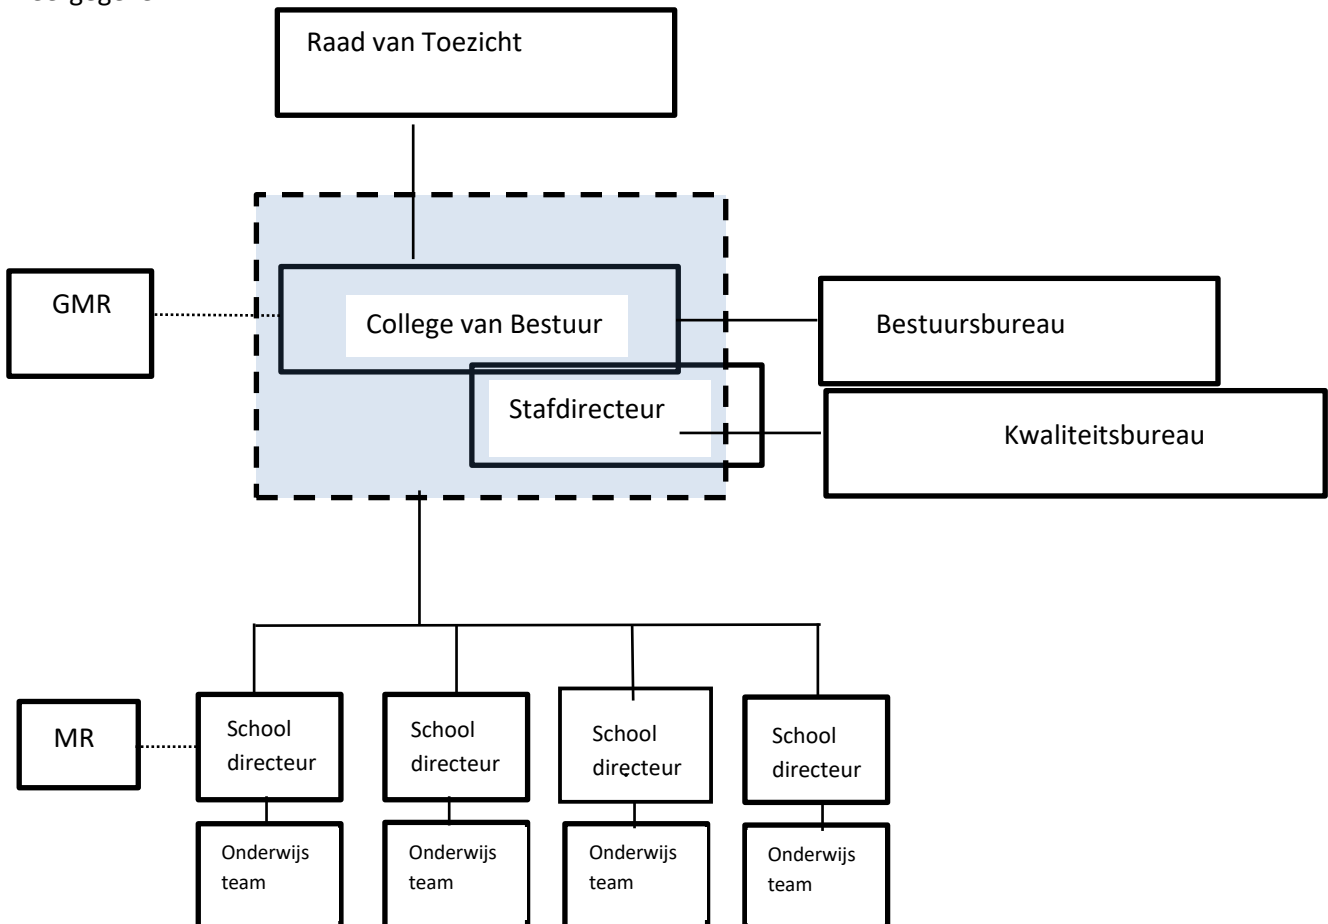 Raad van Toezicht
GMR
College van Bestuur
Bestuursbureau
Stafdirecteur
Kwaliteitsbureau
MR
School
directeur
School
directeur
School
directeur
School
directeur
Onderwijs
team
Onderwijs
team
Onderwijs
team
Onderwijs
team